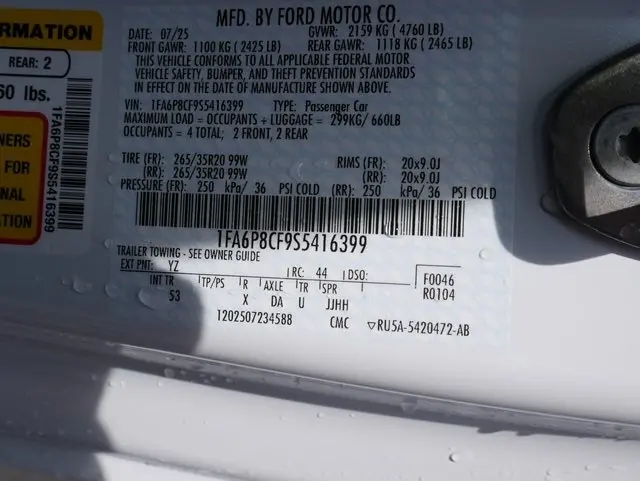 MFD. BY FORD MOTOR CO.
DATE: 07/25 GVWR: 2159 KG ( 4760 LB)
FRONT GAWR: 1100 KG ( 2425 LB) REAR GAWR: 1118 KG ( 2465 LB)
THIS VEHICLE CONFORMS TO ALL APPLICABLE FEDERAL MOTOR
VEHICLE SAFETY, BUMPER, AND THEFT PREVENTION STANDARDS
IN EFFECT ON THE DATE OF MANUFACTURE SHOWN ABOVE.
VIN: 1FA6P8CF9S5416399 TYPE: Passenger Car
MAXIMUM LOAD = OCCUPANTS + LUGGAGE = 299KG/ 660LB
OCCUPANTS = 4 TOTAL; 2 FRONT, 2 REAR
TIRE (FR): 265/35R20 99W RIMS (FR): 20x9.0J
(RR): 265/35R20 99W (RR): 20x9.0J
PRESSURE (FR): 250 kPa/ 36 PSI COLD (RR): 250 kPa/ 36 PSI COLD
1FA6P8CF9S5416399
TRAILER TOWING - SEE OWNER GUIDE
EXT PNT: YZ RC: 44 DSO: F0046
R0104
INT TR TP/PS R AXLE TR SPR
53 X DA U JJHH
1202507234588 CMC ▽RU5A-5420472-AB
ORMATION
REAR: 2
60 lbs.
NERS
FOR
NAL
ATION
1FA6P8CF9S5416399